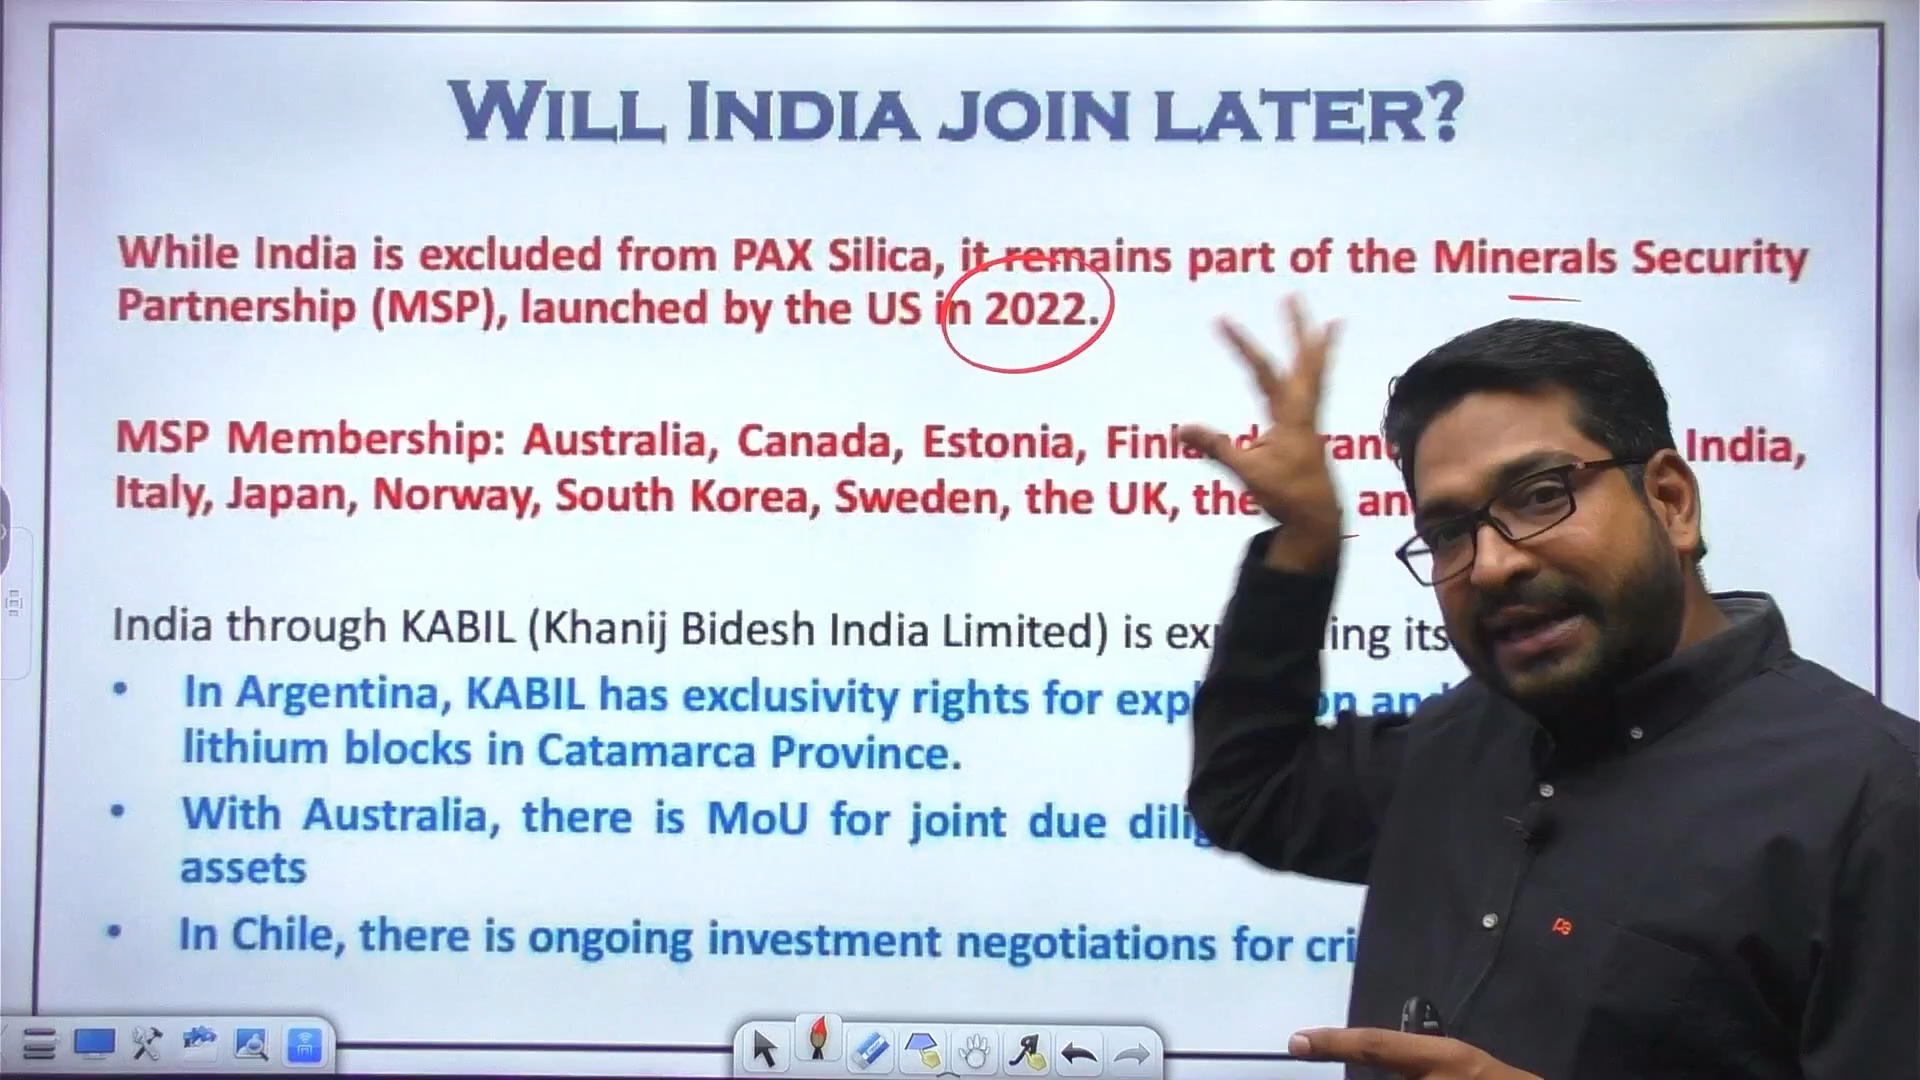 WILL INDIA JOIN LATER?
While India is excluded from PAX Silica, it remains part of the Minerals Security
Partnership (MSP), launched by the US in 2022.
MSP Membership: Australia, Canada, Estonia, India,
Italy, Japan, Norway, South Korea, Sweden, the UK, the
India through KABIL (Khanij Bidesh India Limited) is its
In Argentina, KABIL has exclusivity rights for
lithium blocks in Catamarca Province.
With Australia, there is MoU for joint due
assets
In Chile, there is ongoing investment negotiations for